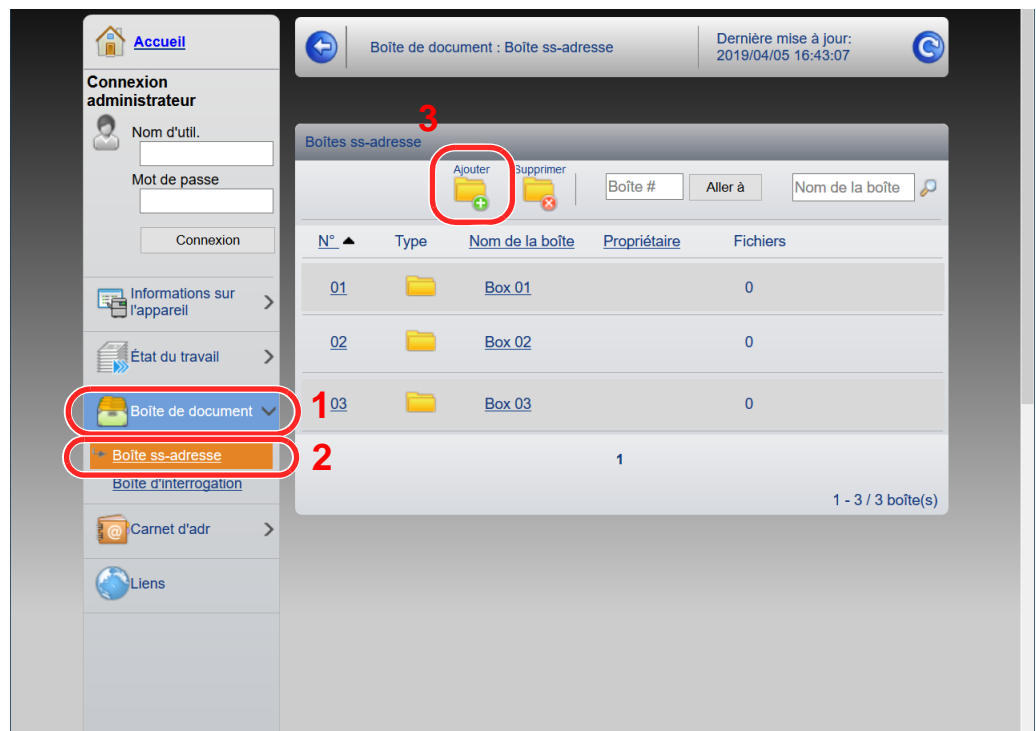 Accueil
Connexion
administrateur
Nom d'util.
Mot de passe
Connexion
Informations sur
l'appareil
État du travail
Boîte de document
1
Boîte ss-adresse
2
Boîte d'interrogation
Carnet d'adr
Liens
Boîte de document : Boîte ss-adresse
Dernière mise à jour:
2019/04/05 16:43:07
3
Boîtes ss-adresse
Ajouter Supprimer
Boîte # Aller à Nom de la boîte
N° Type Nom de la boîte Propriétaire Fichiers
01 Box 01 0
02 Box 02 0
03 Box 03 0
1
1 - 3 / 3 boîte(s)